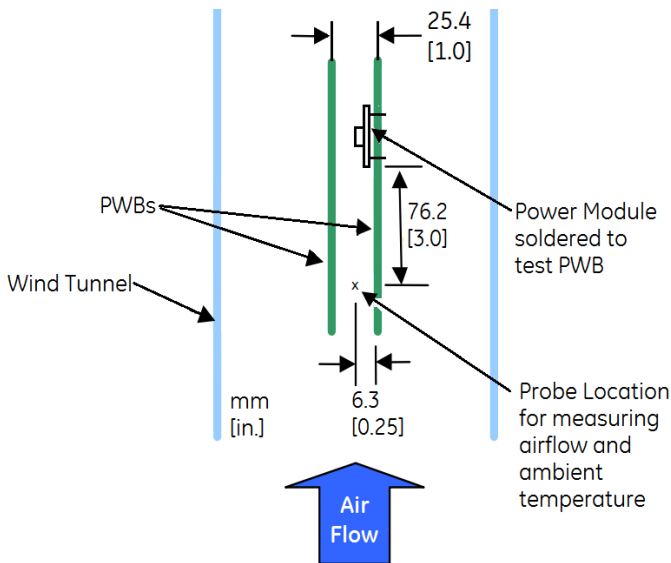 25.4
[1.0]
PWBs
76.2
[3.0]
Power Module
soldered to
test PWB
Wind Tunnel
x
mm
[in.]
6.3
[0.25]
Probe Location
for measuring
airflow and
ambient
temperature
Air
Flow